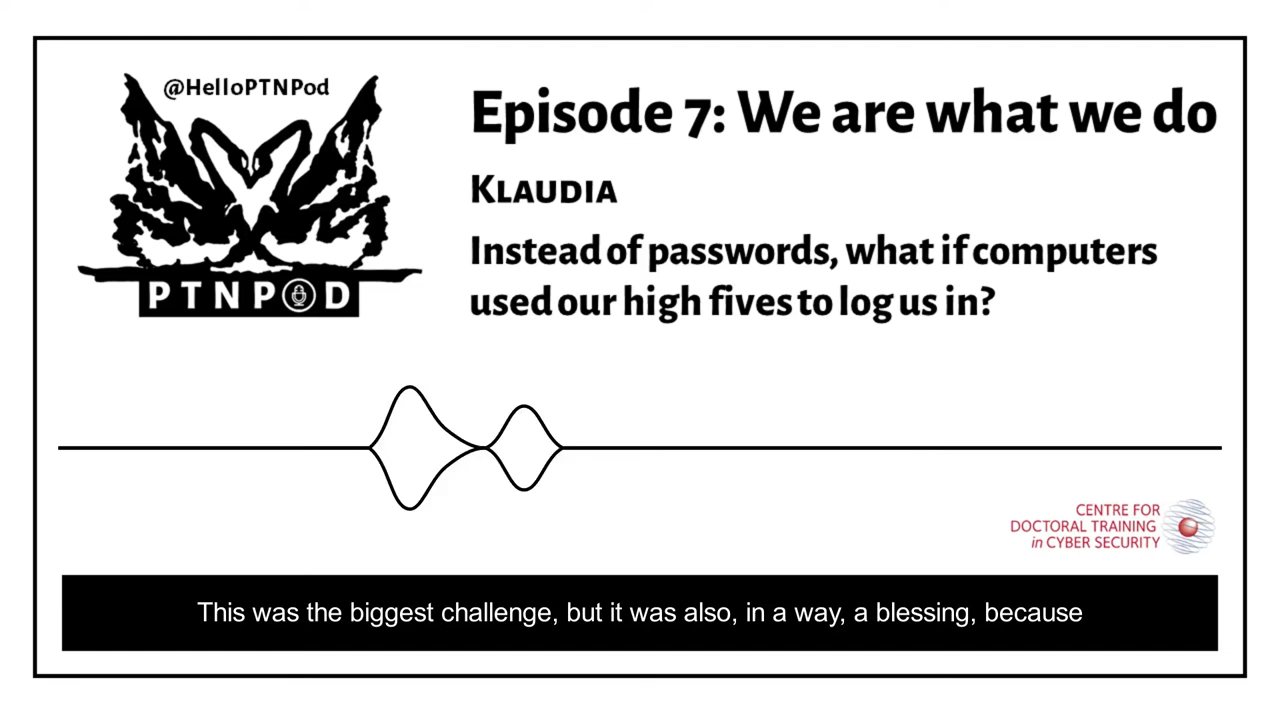 @HelloPTNPod
PTNPOD
Episode 7: We are what we do
KLAUDIA
Instead of passwords, what if computers
used our high fives to log us in?
CENTRE FOR
DOCTORAL TRAINING
in CYBER SECURITY
This was the biggest challenge, but it was also, in a way, a blessing, because